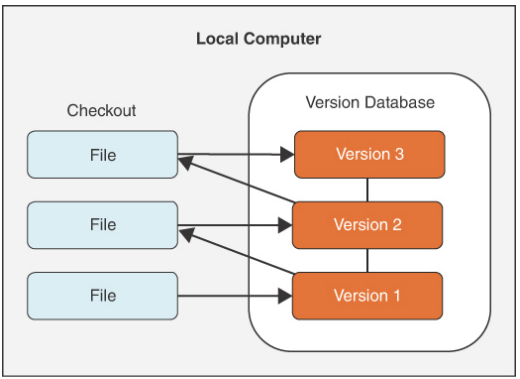 Local Computer
Checkout
Version Database
File
Version 3
File
Version 2
File
Version 1